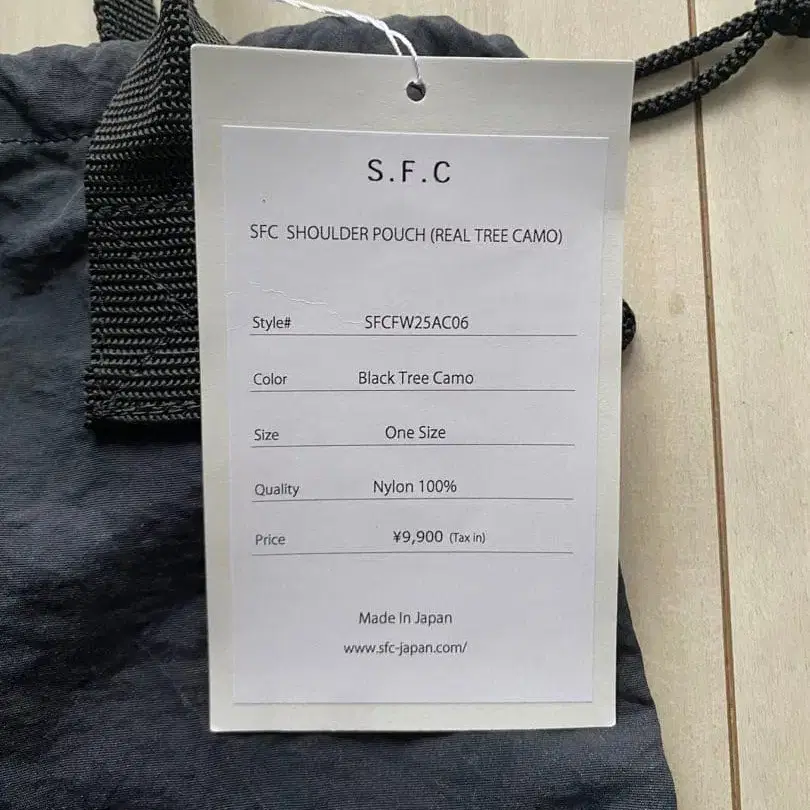 S.F.C
SFC SHOULDER POUCH (REAL TREE CAMO)
Style# SFCFW25AC06
Color Black Tree Camo
Size One Size
Quality Nylon 100%
Price ¥9,900 (Tax in)
Made In Japan
www.sfc-japan.com/